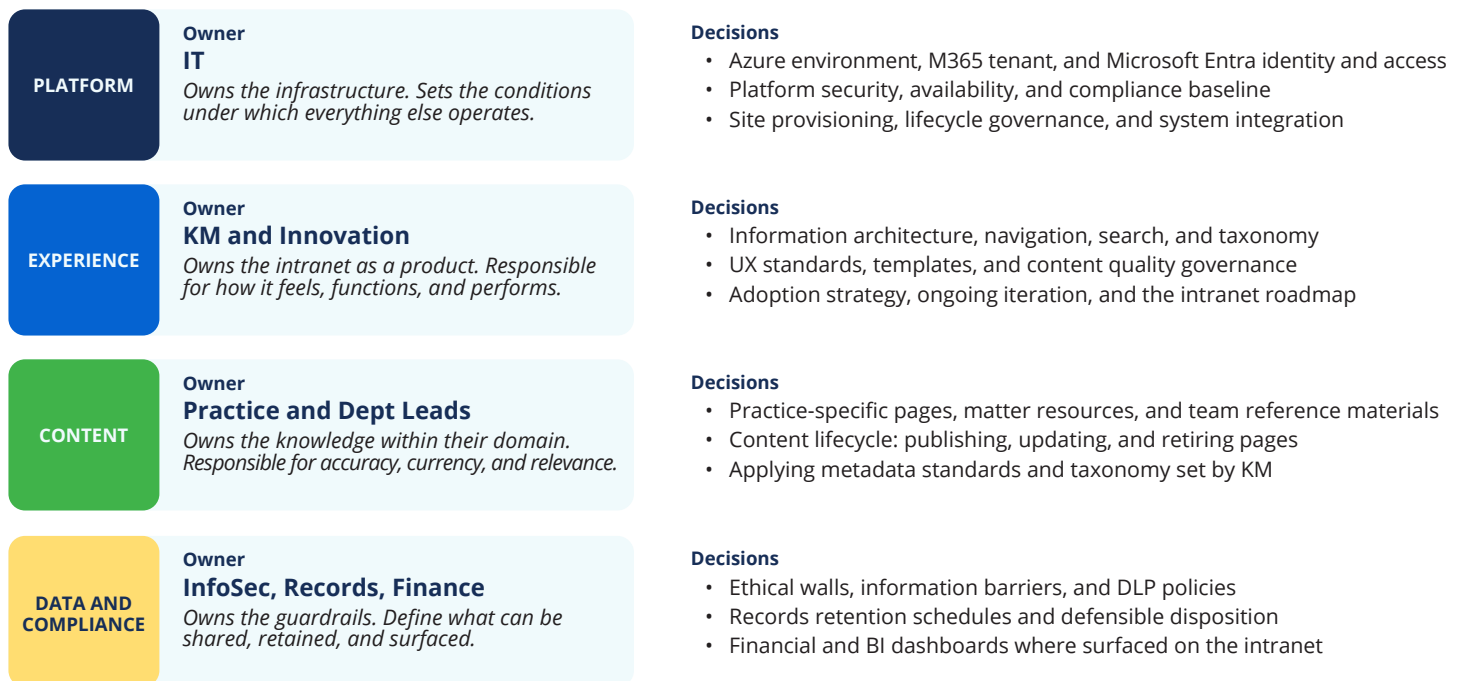 PLATFORM
Owner
IT
Owns the infrastructure. Sets the conditions
under which everything else operates.
Decisions
• Azure environment, M365 tenant, and Microsoft Entra identity and access
• Platform security, availability, and compliance baseline
• Site provisioning, lifecycle governance, and system integration
EXPERIENCE
Owner
KM and Innovation
Owns the intranet as a product. Responsible
for how it feels, functions, and performs.
Decisions
• Information architecture, navigation, search, and taxonomy
• UX standards, templates, and content quality governance
• Adoption strategy, ongoing iteration, and the intranet roadmap
CONTENT
Owner
Practice and Dept Leads
Owns the knowledge within their domain.
Responsible for accuracy, currency, and relevance.
Decisions
• Practice-specific pages, matter resources, and team reference materials
• Content lifecycle: publishing, updating, and retiring pages
• Applying metadata standards and taxonomy set by KM
DATA AND
COMPLIANCE
Owner
InfoSec, Records, Finance
Owns the guardrails. Define what can be
shared, retained, and surfaced.
Decisions
• Ethical walls, information barriers, and DLP policies
• Records retention schedules and defensible disposition
• Financial and BI dashboards where surfaced on the intranet